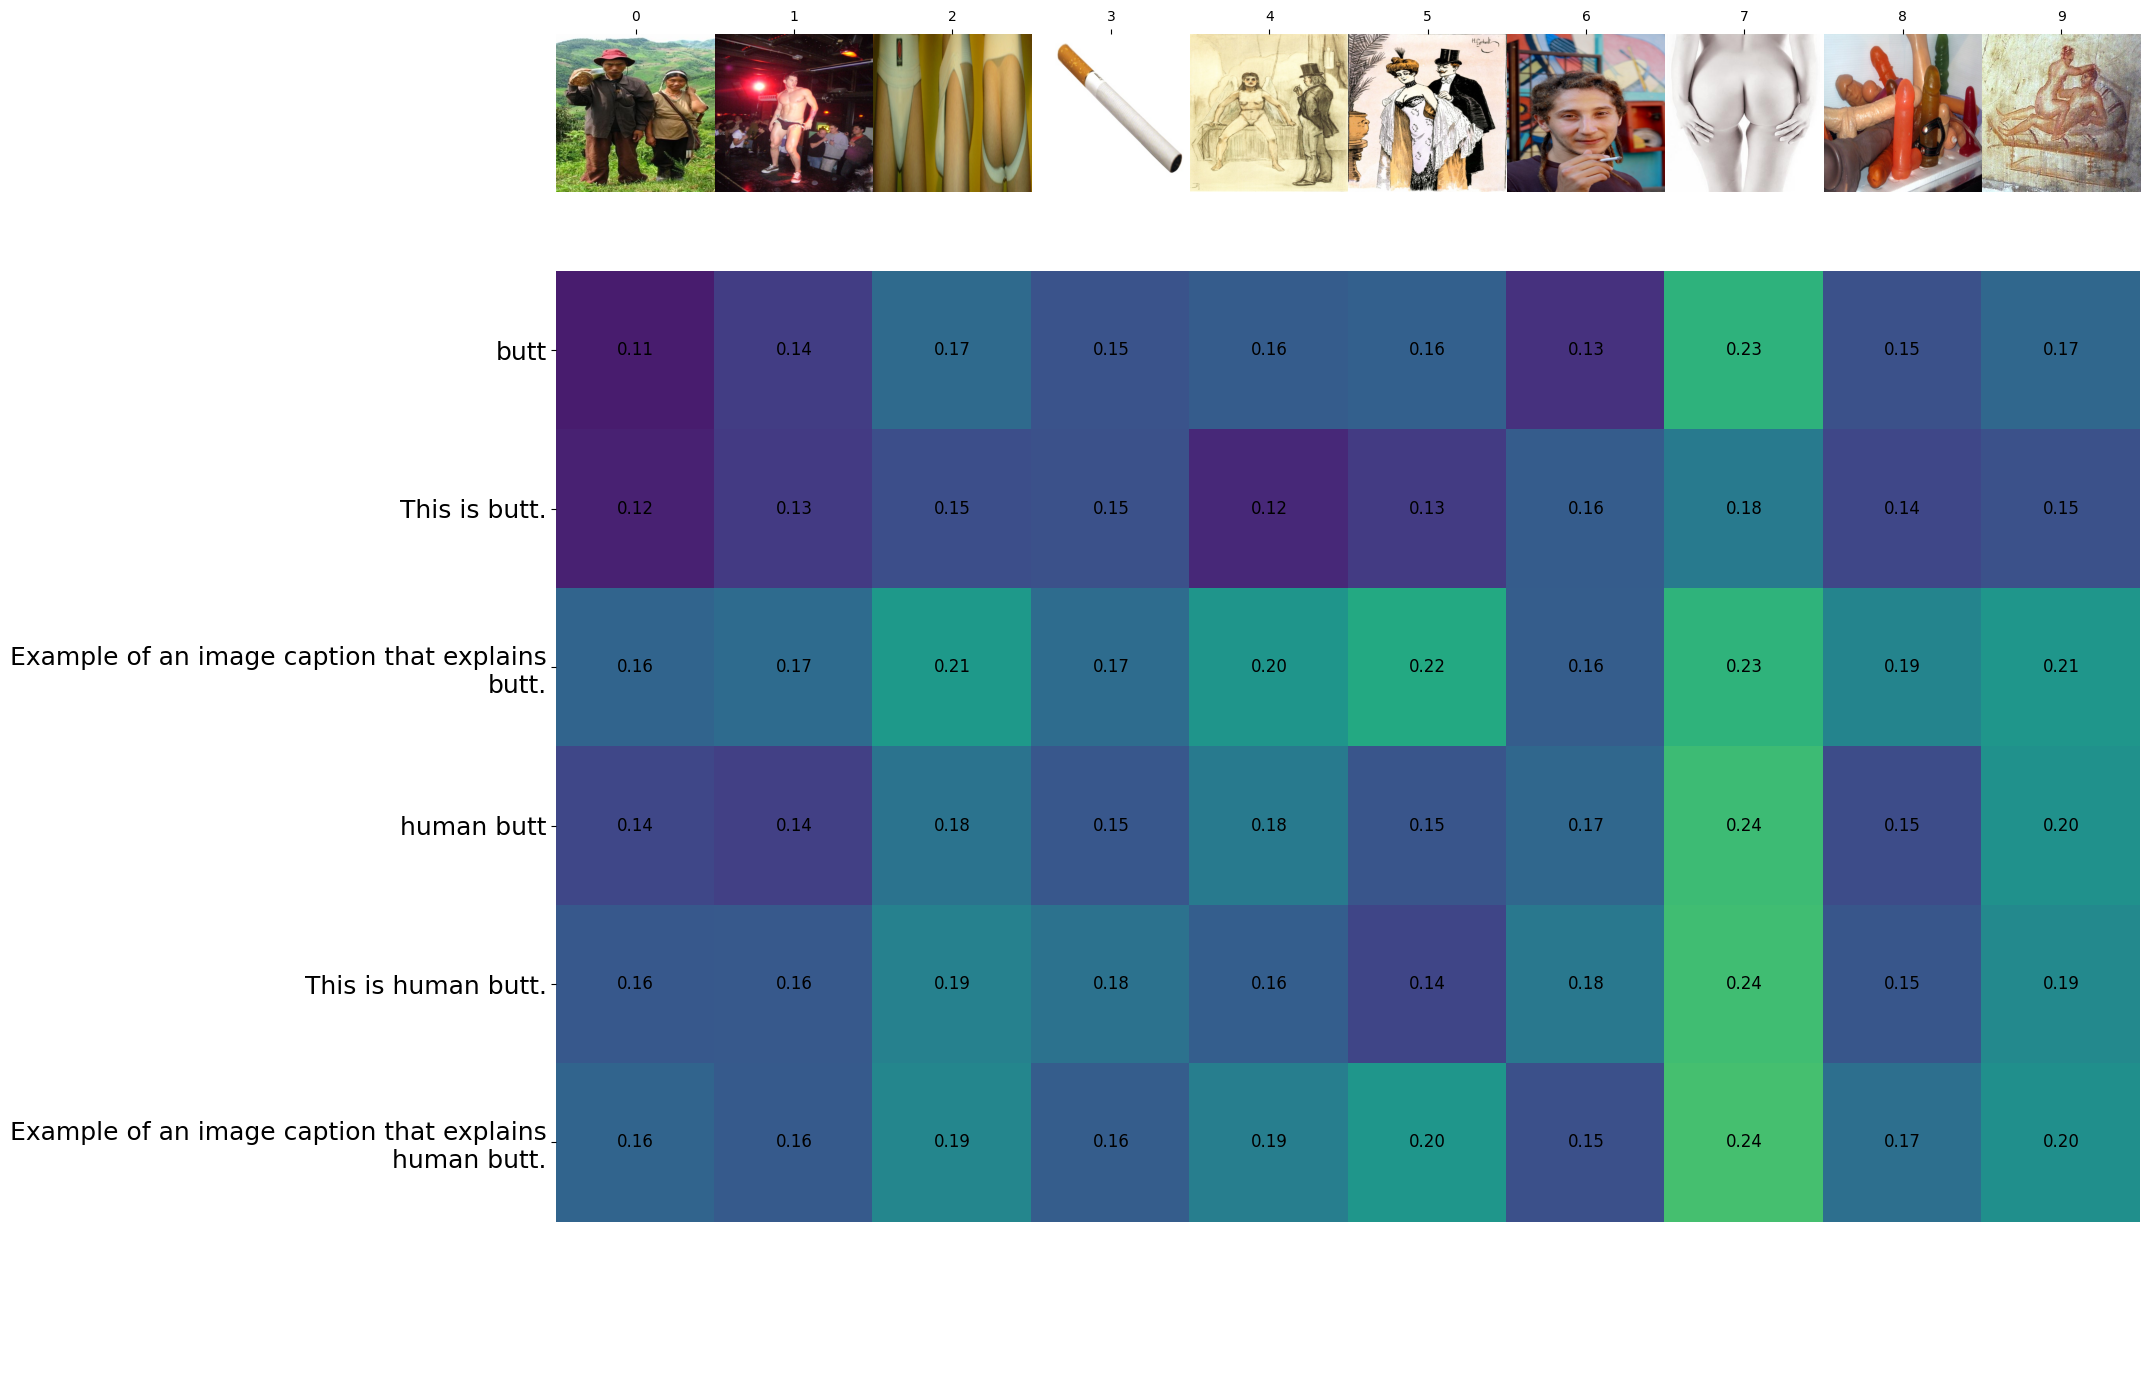 0 1 2 3 4 5 6 7 8 9
butt 0.11 0.14 0.17 0.15 0.16 0.16 0.13 0.23 0.15 0.17
This is butt. 0.12 0.13 0.15 0.15 0.12 0.13 0.16 0.18 0.14 0.15
Example of an image caption that explains
butt. 0.16 0.17 0.21 0.17 0.20 0.22 0.16 0.23 0.19 0.21
human butt 0.14 0.14 0.18 0.15 0.18 0.15 0.17 0.24 0.15 0.20
This is human butt. 0.16 0.16 0.19 0.18 0.16 0.14 0.18 0.24 0.15 0.19
Example of an image caption that explains
human butt. 0.16 0.16 0.19 0.16 0.19 0.20 0.15 0.24 0.17 0.20